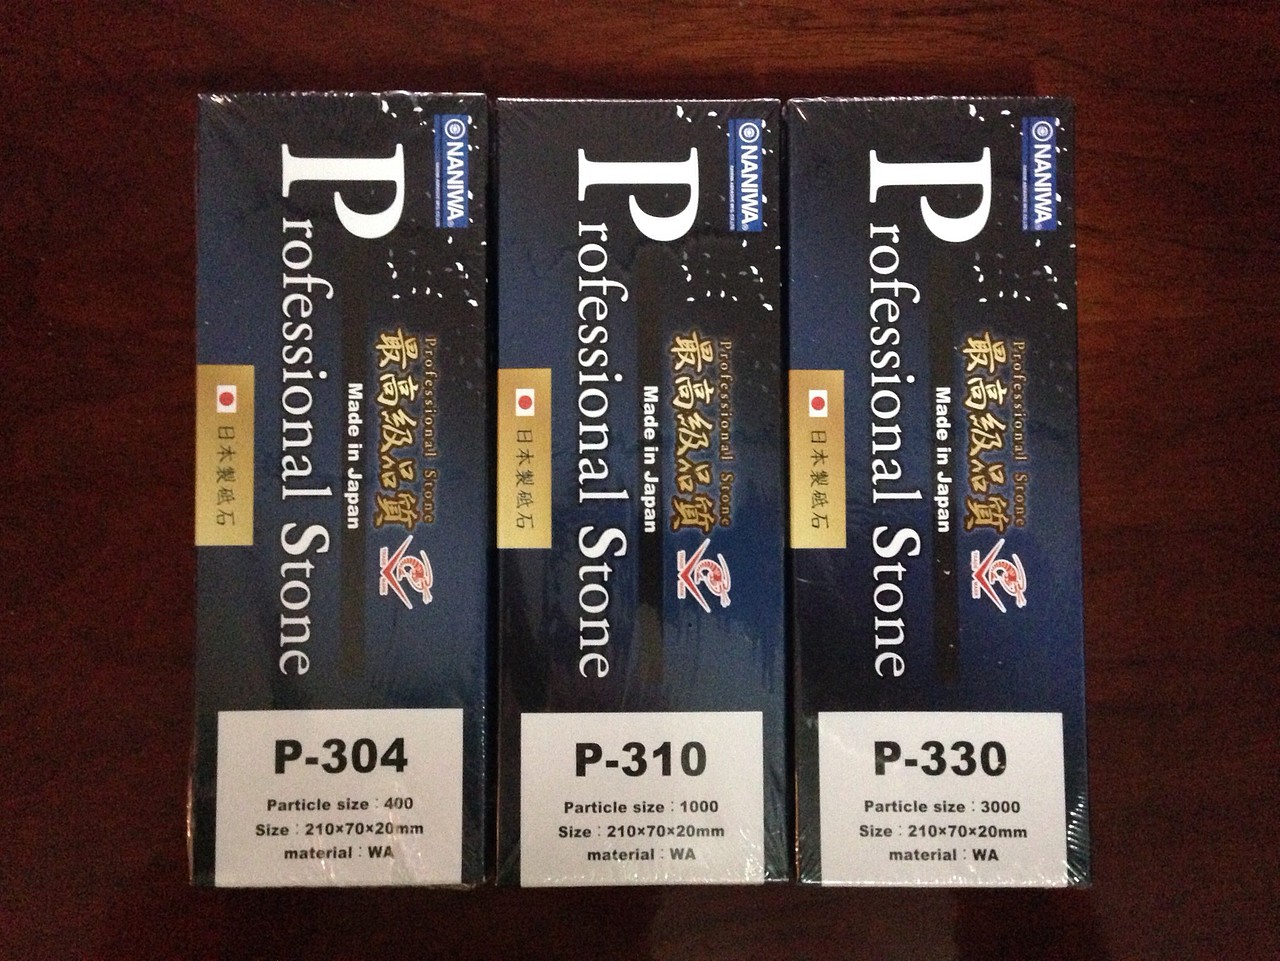 NANIWA
Professional Stone
Professional Stone
最高級品質
Made in Japan
日本製砥石
P-304
Particle size : 400
Size : 210×70×20mm
material : WA
NANIWA
Professional Stone
Professional Stone
最高級品質
Made in Japan
日本製砥石
P-310
Particle size : 1000
Size : 210×70×20mm
material : WA
NANIWA
Professional Stone
Professional Stone
最高級品質
Made in Japan
日本製砥石
P-330
Particle size : 3000
Size : 210×70×20mm
material : WA